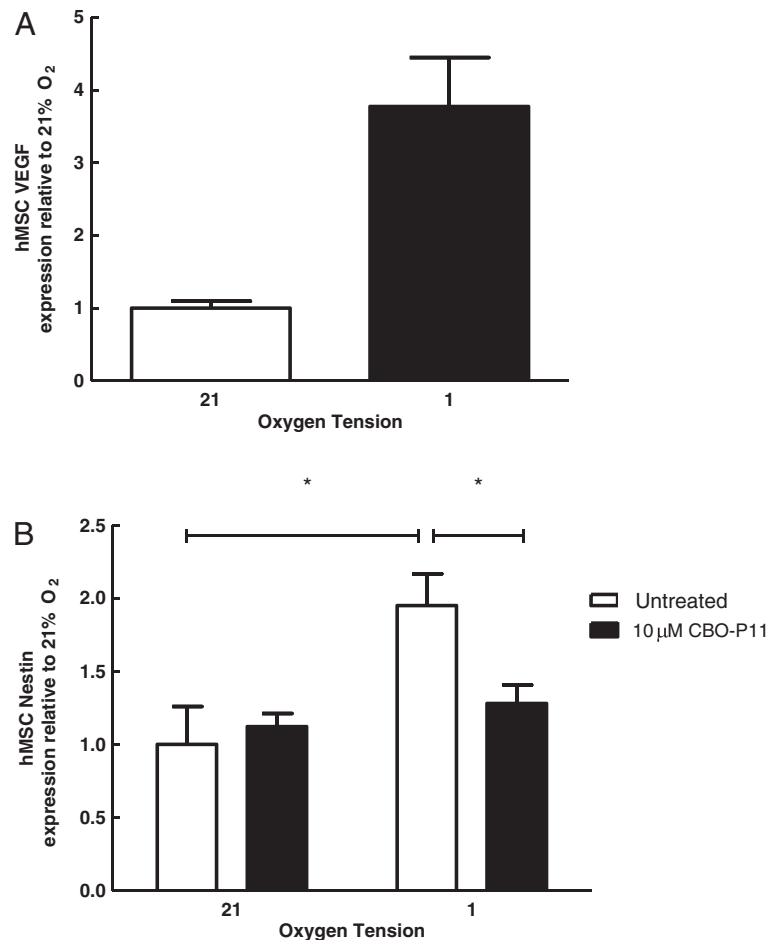 A
hMSC VEGF
expression relative to 21% O2
5
4
3
2
1
0
21
1
Oxygen Tension
B
* *
hMSC Nestin
expression relative to 21% O2
2.5
2.0
1.5
1.0
0.5
0.0
21
1
Oxygen Tension
Untreated
10 μM CBO-P11